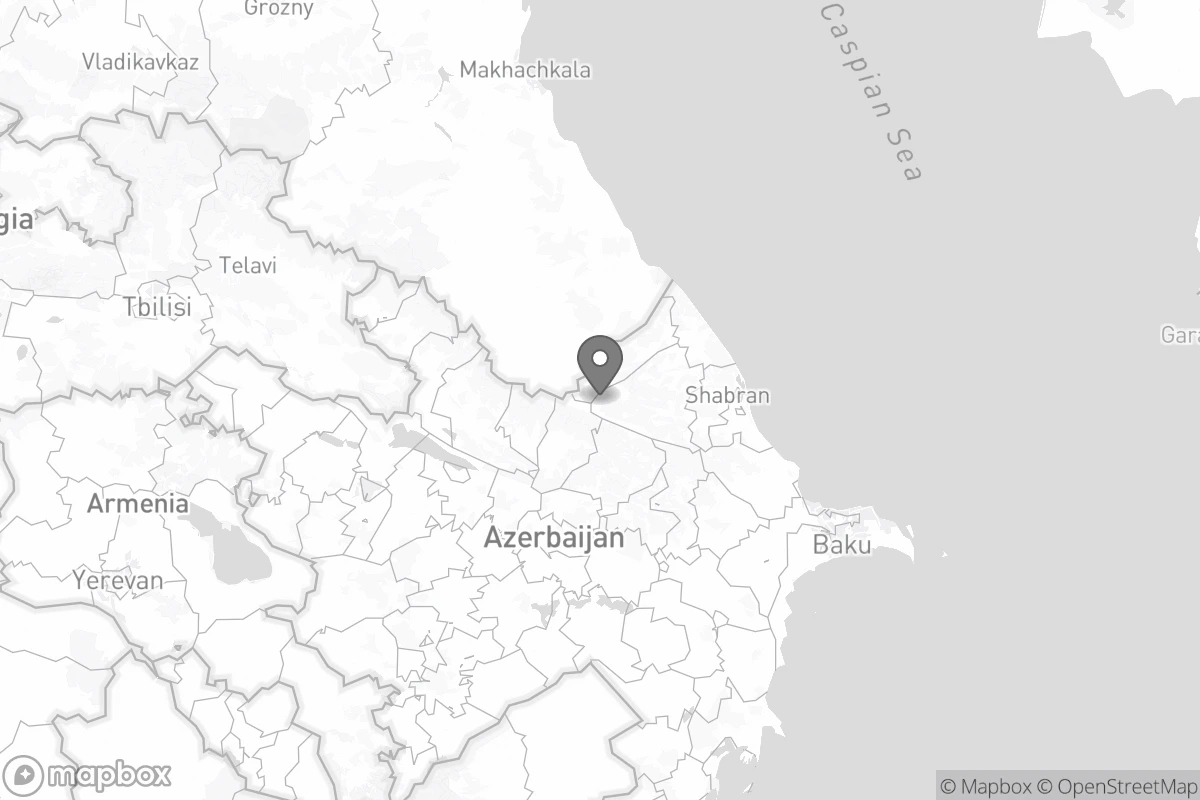 Grozny
Vladikavkaz
Makhachkala
Caspian Sea
gia
Telavi
Tbilisi
Gara
Shabran
Armenia
Azerbaijan
Baku
Yerevan
mapbox
© Mapbox © OpenStreetMap